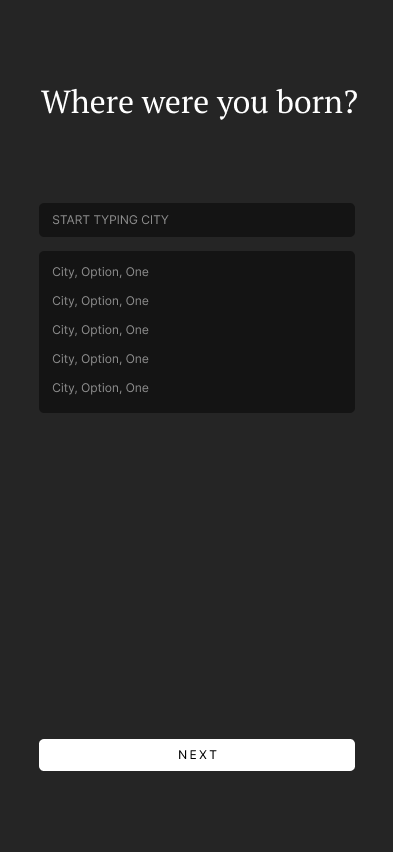 Where were you born?
START TYPING CITY
City, Option, One
City, Option, One
City, Option, One
City, Option, One
City, Option, One
NEXT